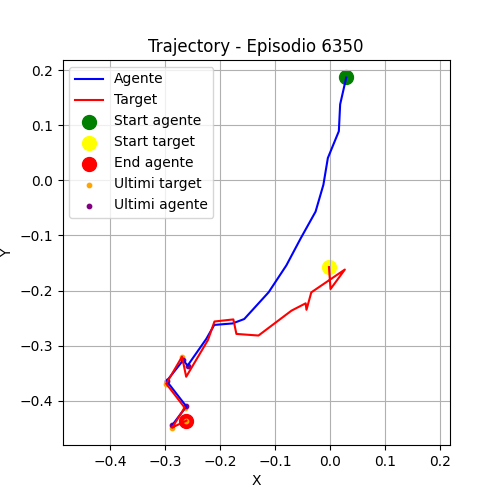 Trajectory - Episodio 6350
Agente
Target
Start agente
Start target
End agente
Ultimi target
Ultimi agente
0.2
0.1
0.0
−0.1
−0.2
−0.3
−0.4
Y
−0.4
−0.3
−0.2
−0.1
0.0
0.1
0.2
X